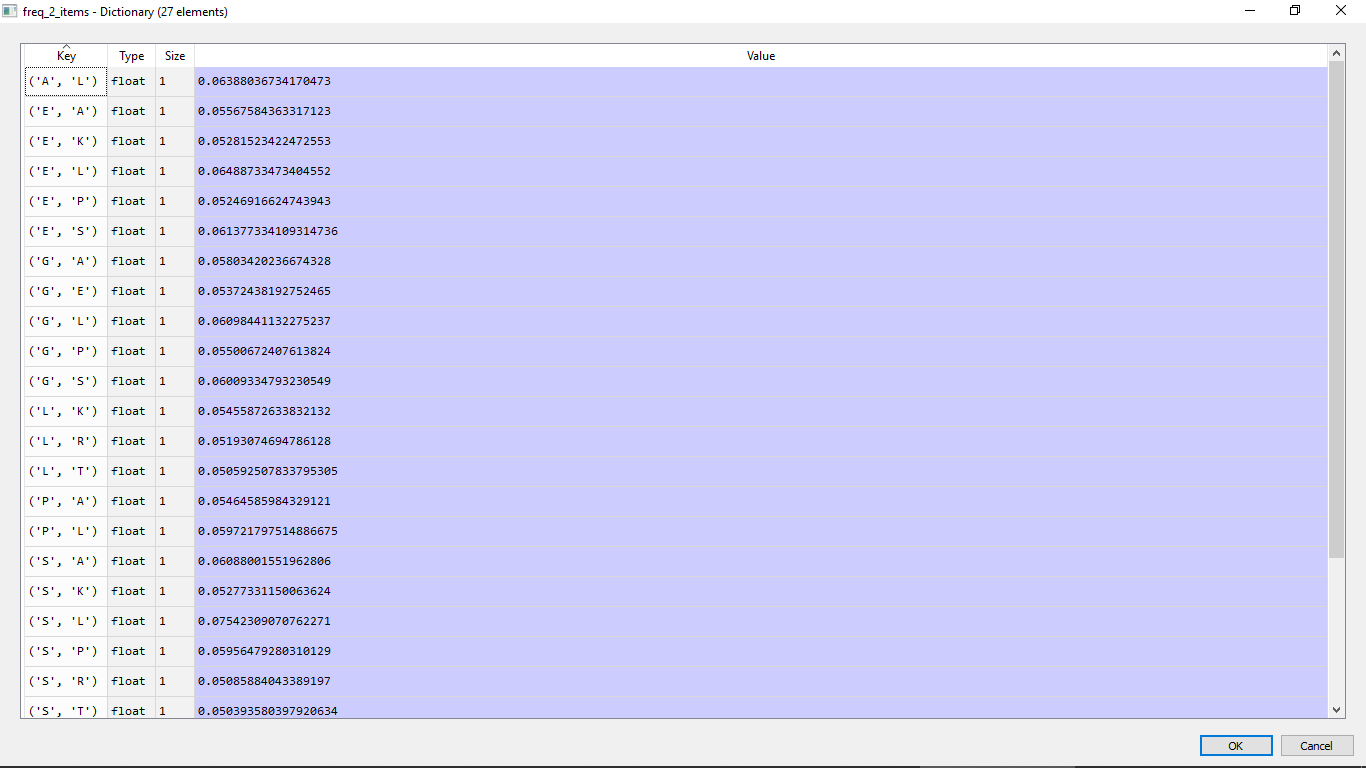 freq_2_items - Dictionary (27 elements)
Key Type Size Value
('A', 'L') float 1 0.06388036734170473
('E', 'A') float 1 0.05567584363317123
('E', 'K') float 1 0.05281523422472553
('E', 'L') float 1 0.06488733473404552
('E', 'P') float 1 0.05246916624743943
('E', 'S') float 1 0.061377334109314736
('G', 'A') float 1 0.05803420236674328
('G', 'E') float 1 0.05372438192752465
('G', 'L') float 1 0.06098441132275237
('G', 'P') float 1 0.05500672407613824
('G', 'S') float 1 0.06009334793230549
('L', 'K') float 1 0.05455872633832132
('L', 'R') float 1 0.05193074694786128
('L', 'T') float 1 0.050592507833795305
('P', 'A') float 1 0.05464585984329121
('P', 'L') float 1 0.059721797514886675
('S', 'A') float 1 0.06088001551962806
('S', 'K') float 1 0.05277331150063624
('S', 'L') float 1 0.07542309070762271
('S', 'P') float 1 0.05956479280310129
('S', 'R') float 1 0.05085884043389197
('S', 'T') float 1 0.050393580397920634
OK Cancel